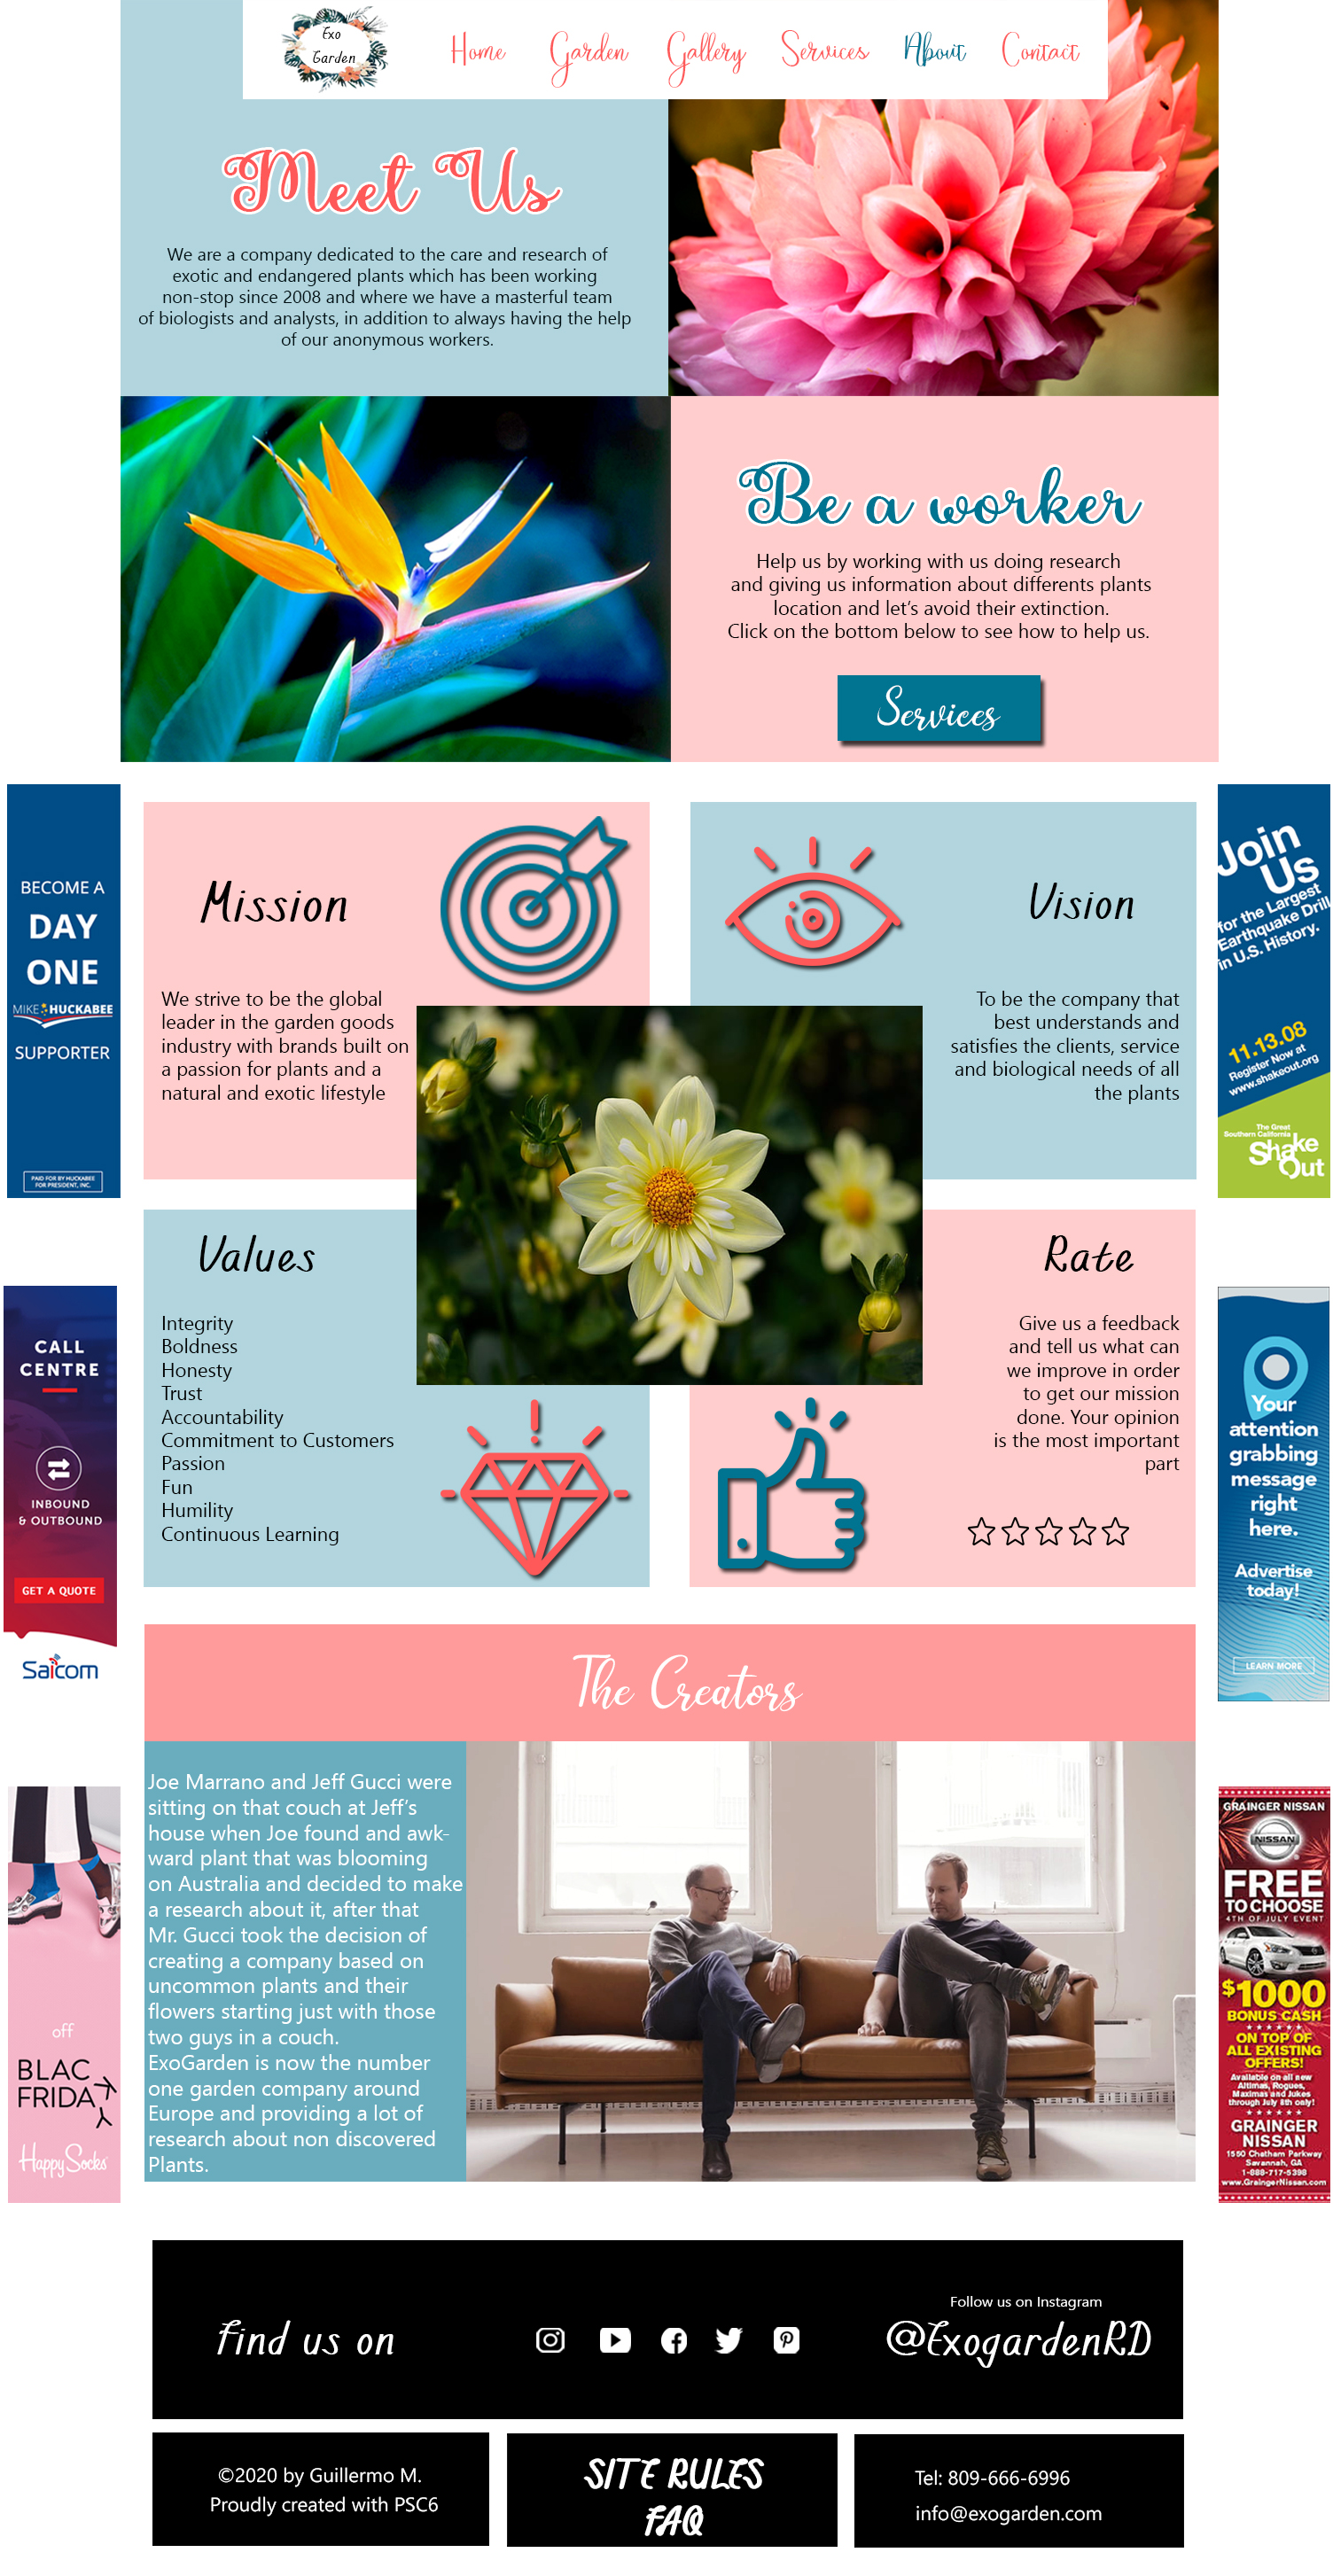 Exo
Garden
Home
Garden
Gallery
Services
About
Contact
Meet Us
We are a company dedicated to the care and research of
exotic and endangered plants which has been working
non-stop since 2008 and where we have a masterful team
of biologists and analysts, in addition to always having the help
of our anonymous workers.
Be a worker
Help us by working with us doing research
and giving us information about differents plants
location and let's avoid their extinction.
Click on the bottom below to see how to help us.
Services
BECOME A
DAY
ONE
MIKE HUCKABEE
SUPPORTER
PAID FOR BY HUCKABEE
FOR PRESIDENT, INC.
Mission
We strive to be the global
leader in the garden goods
industry with brands built on
a passion for plants and a
natural and exotic lifestyle
Vision
To be the company that
best understands and
satisfies the clients, service
and biological needs of all
the plants
Join
Us
for the Largest
Earthquake Drill
in U.S. History.
11.13.08
Register Now at
www.shakeout.org
The Great
Southern California
Shake
Out
Values
Integrity
Boldness
Honesty
Trust
Accountability
Commitment to Customers
Passion
Fun
Humility
Continuous Learning
Rate
Give us a feedback
and tell us what can
we improve in order
to get our mission
done. Your opinion
is the most important
part
CALL
CENTRE
INBOUND
& OUTBOUND
GET A QUOTE
Saicom
Your
attention
grabbing
message
right
here.
Advertise
today!
LEARN MORE
The Creators
Joe Marrano and Jeff Gucci were
sitting on that couch at Jeff's
house when Joe found and awk-
ward plant that was blooming
on Australia and decided to make
a research about it, after that
Mr. Gucci took the decision of
creating a company based on
uncommon plants and their
flowers starting just with those
two guys in a couch.
ExoGarden is now the number
one garden company around
Europe and providing a lot of
research about non discovered
Plants.
off
BLAC
FRIDA
Happy Socks
GRAINGER NISSAN
NISSAN
FREE
TO CHOOSE
4TH OF JULY EVENT
$1000
BONUS CASH
ON TOP OF
ALL EXISTING
OFFERS!
Available on all new
Altimas, Rogues,
Maximas and Jukes
through July 8th only!
GRAINGER
NISSAN
1550 Chatham Parkway
Savannah, GA
1-888-717-5398
www.GraingerNissan.com
Find us on
Follow us on Instagram
@ExogardenRD
©2020 by Guillermo M.
Proudly created with PSC6
SITE RULES
FAQ
Tel: 809-666-6996
info@exogarden.com